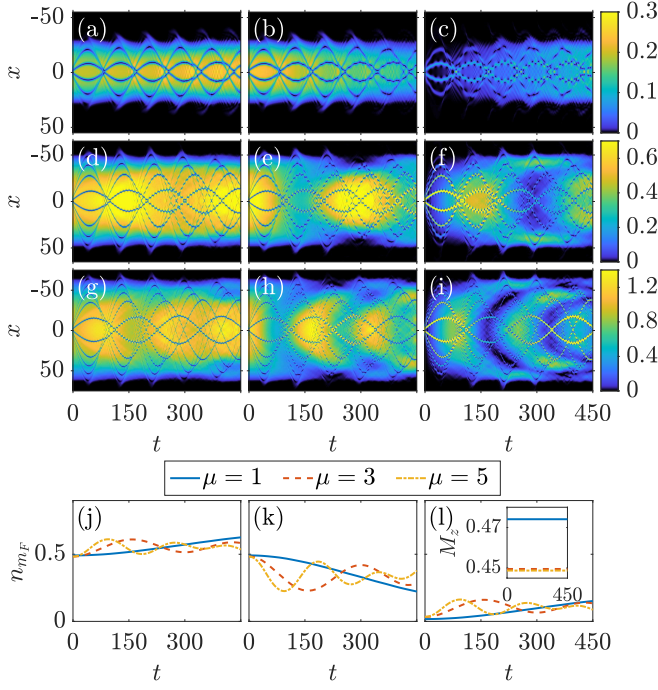 (a) (b) (c)
-50
x 0
50
0.3
0.2
0.1
0
(d) (e) (f)
-50
x 0
50
0.6
0.4
0.2
0
(g) (h) (i)
-50
x 0
50
1.2
0.8
0.4
0
0 150 300 0 150 300 0 150 300 450
t t t
μ = 1 μ = 3 μ = 5
(j) (k) (l)
n_{m_F}
0.5
0
M_z
0.47
0.45
0 450
0 150 300 0 150 300 0 150 300 450
t t t